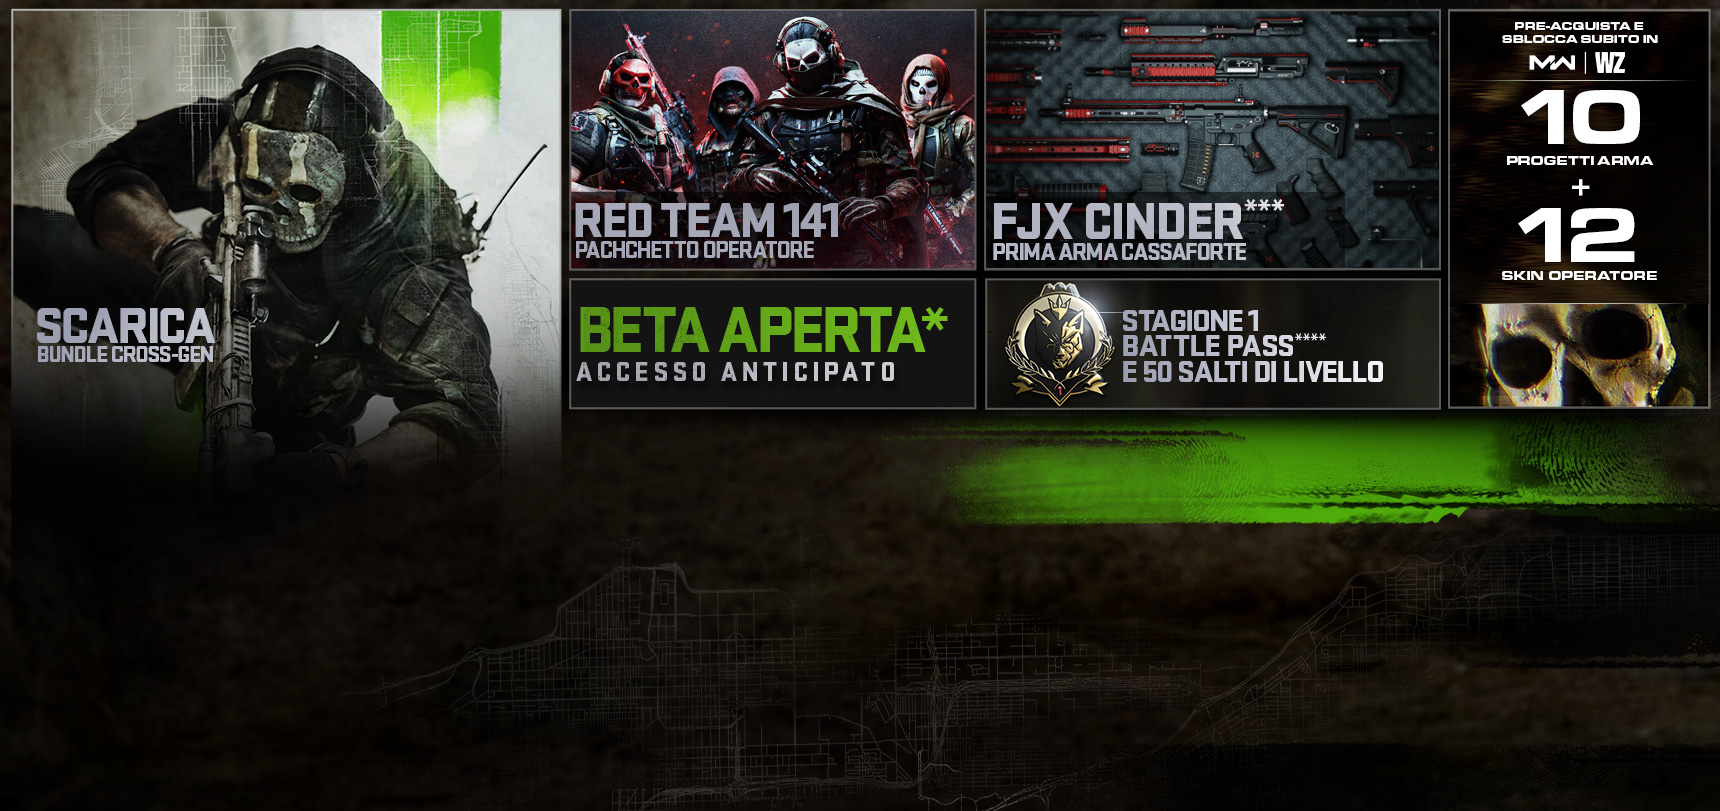 SCARICA
BUNDLE CROSS-GEN
RED TEAM 141
PACHCHETTO OPERATORE
FJX CINDER***
PRIMA ARMA CASSAFORTE
BETA APERTA*
ACCESSO ANTICIPATO
STAGIONE 1
BATTLE PASS****
E 50 SALTI DI LIVELLO
1
PRE-ACQUISTA E
SBLOCCA SUBITO IN
MW | WZ
10
PROGETTI ARMA
+
12
SKIN OPERATORE